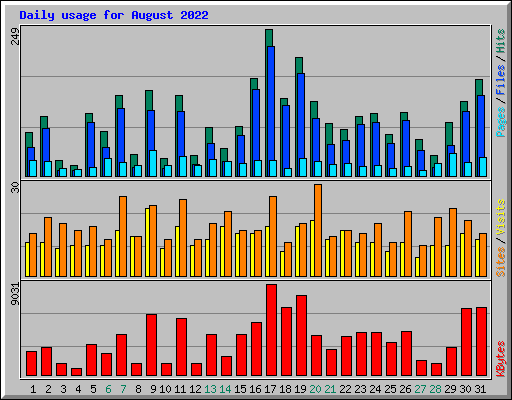 Daily usage for August 2022
249
Pages / Files / Hits
30
Sites / Visits
9031
KBytes
1 2 3 4 5 6 7 8 9 10 11 12 13 14 15 16 17 18 19 20 21 22 23 24 25 26 27 28 29 30 31